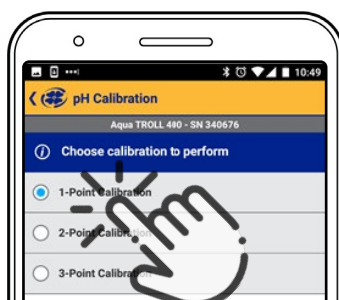 10:49
pH Calibration
Aqua TROLL 400 - SN 340676
Choose calibration to perform
1-Point Calibration
2-Point Calibration
3-Point Calibration